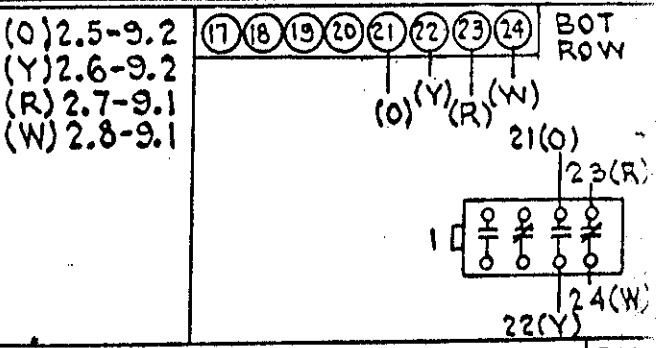 (O) 2.5-9.2
(Y) 2.6-9.2
(R) 2.7-9.1
(W) 2.8-9.1
17 18 19 20 21 22 23 24 BOT
ROW
(O) (Y) (R) (W)
21(O)
23(R)
1
24(W)
22(Y)